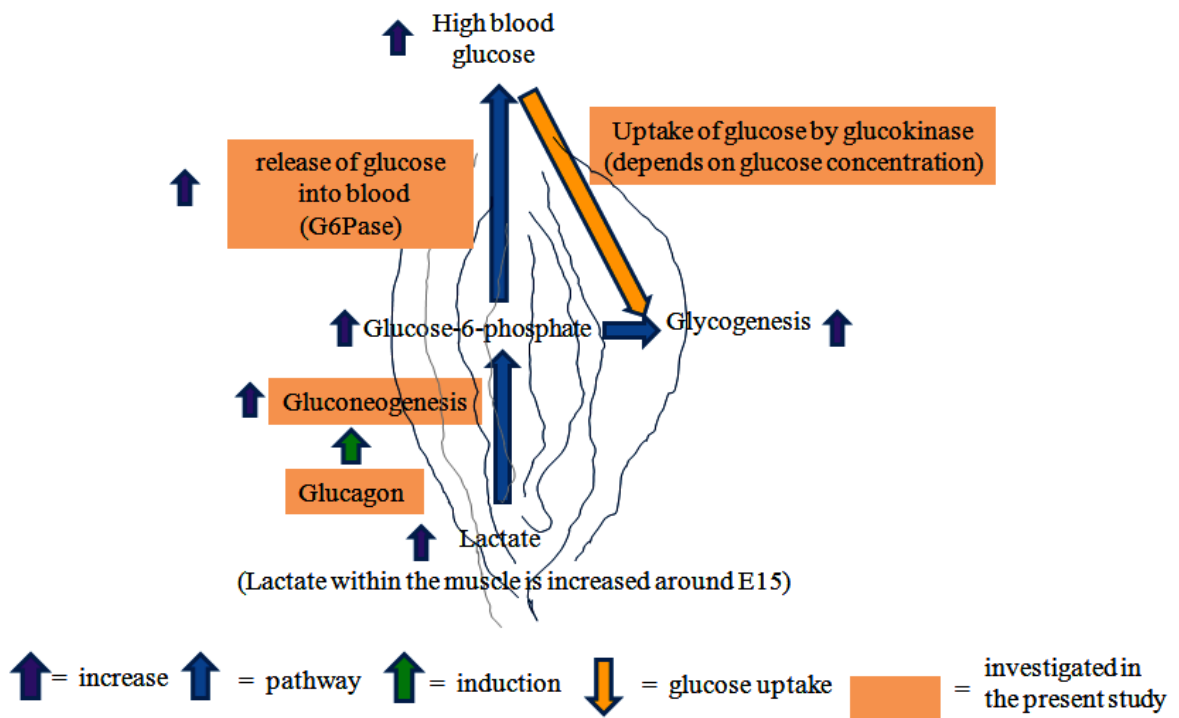 High blood
glucose
Uptake of glucose by glucokinase
(depends on glucose concentration)
release of glucose
into blood
(G6Pase)
Glucose-6-phosphate
Glycogenesis
Gluconeogenesis
Glucagon
Lactate
(Lactate within the muscle is increased around E15)
= increase
= pathway
= induction
= glucose uptake
= investigated in
the present study